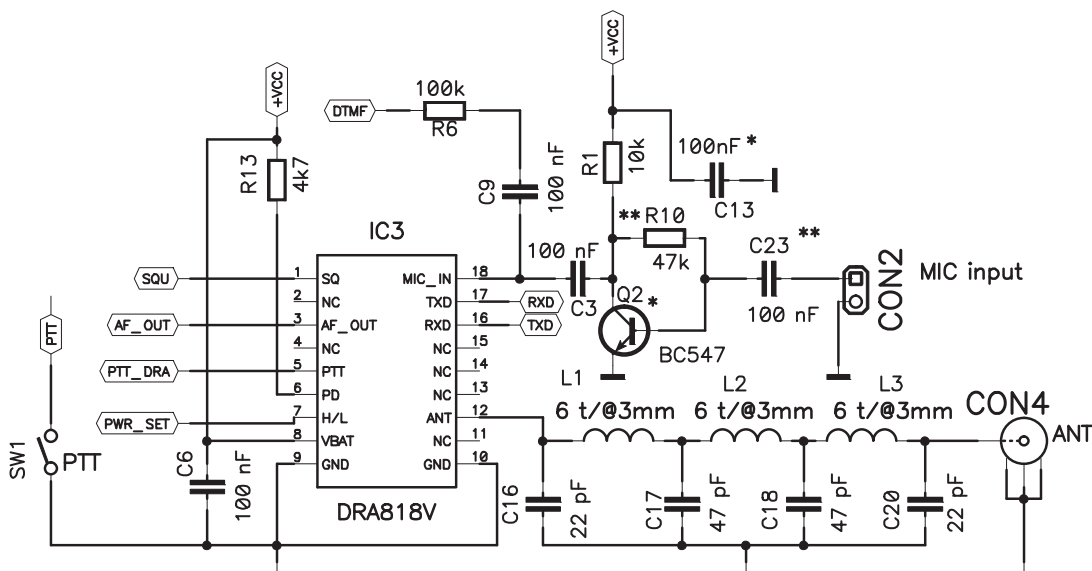 +VCC
+VCC
100k
DTMF
R6
R13
4k7
C9
100 nF
R1
10k
100nF *
C13
IC3
** R10
47k
C23 **
100 nF
100 nF
C3
CON2
MIC input
Q2 *
BC547
SQU
1
SQ
MIC_IN
18
2
NC
TXD
17
RXD
AF_OUT
3
AF_OUT
RXD
16
TXD
4
NC
NC
15
PTT_DRA
5
PTT
NC
14
6
PD
NC
13
PWR_SET
7
H/L
ANT
12
8
VBAT
NC
11
9
GND
GND
10
DRA818V
PTT
SW1
PTT
C6
100 nF
L1
6 t/@3mm
L2
6 t/@3mm
L3
6 t/@3mm
CON4
ANT
C16
22 pF
C17
47 pF
C18
47 pF
C20
22 pF